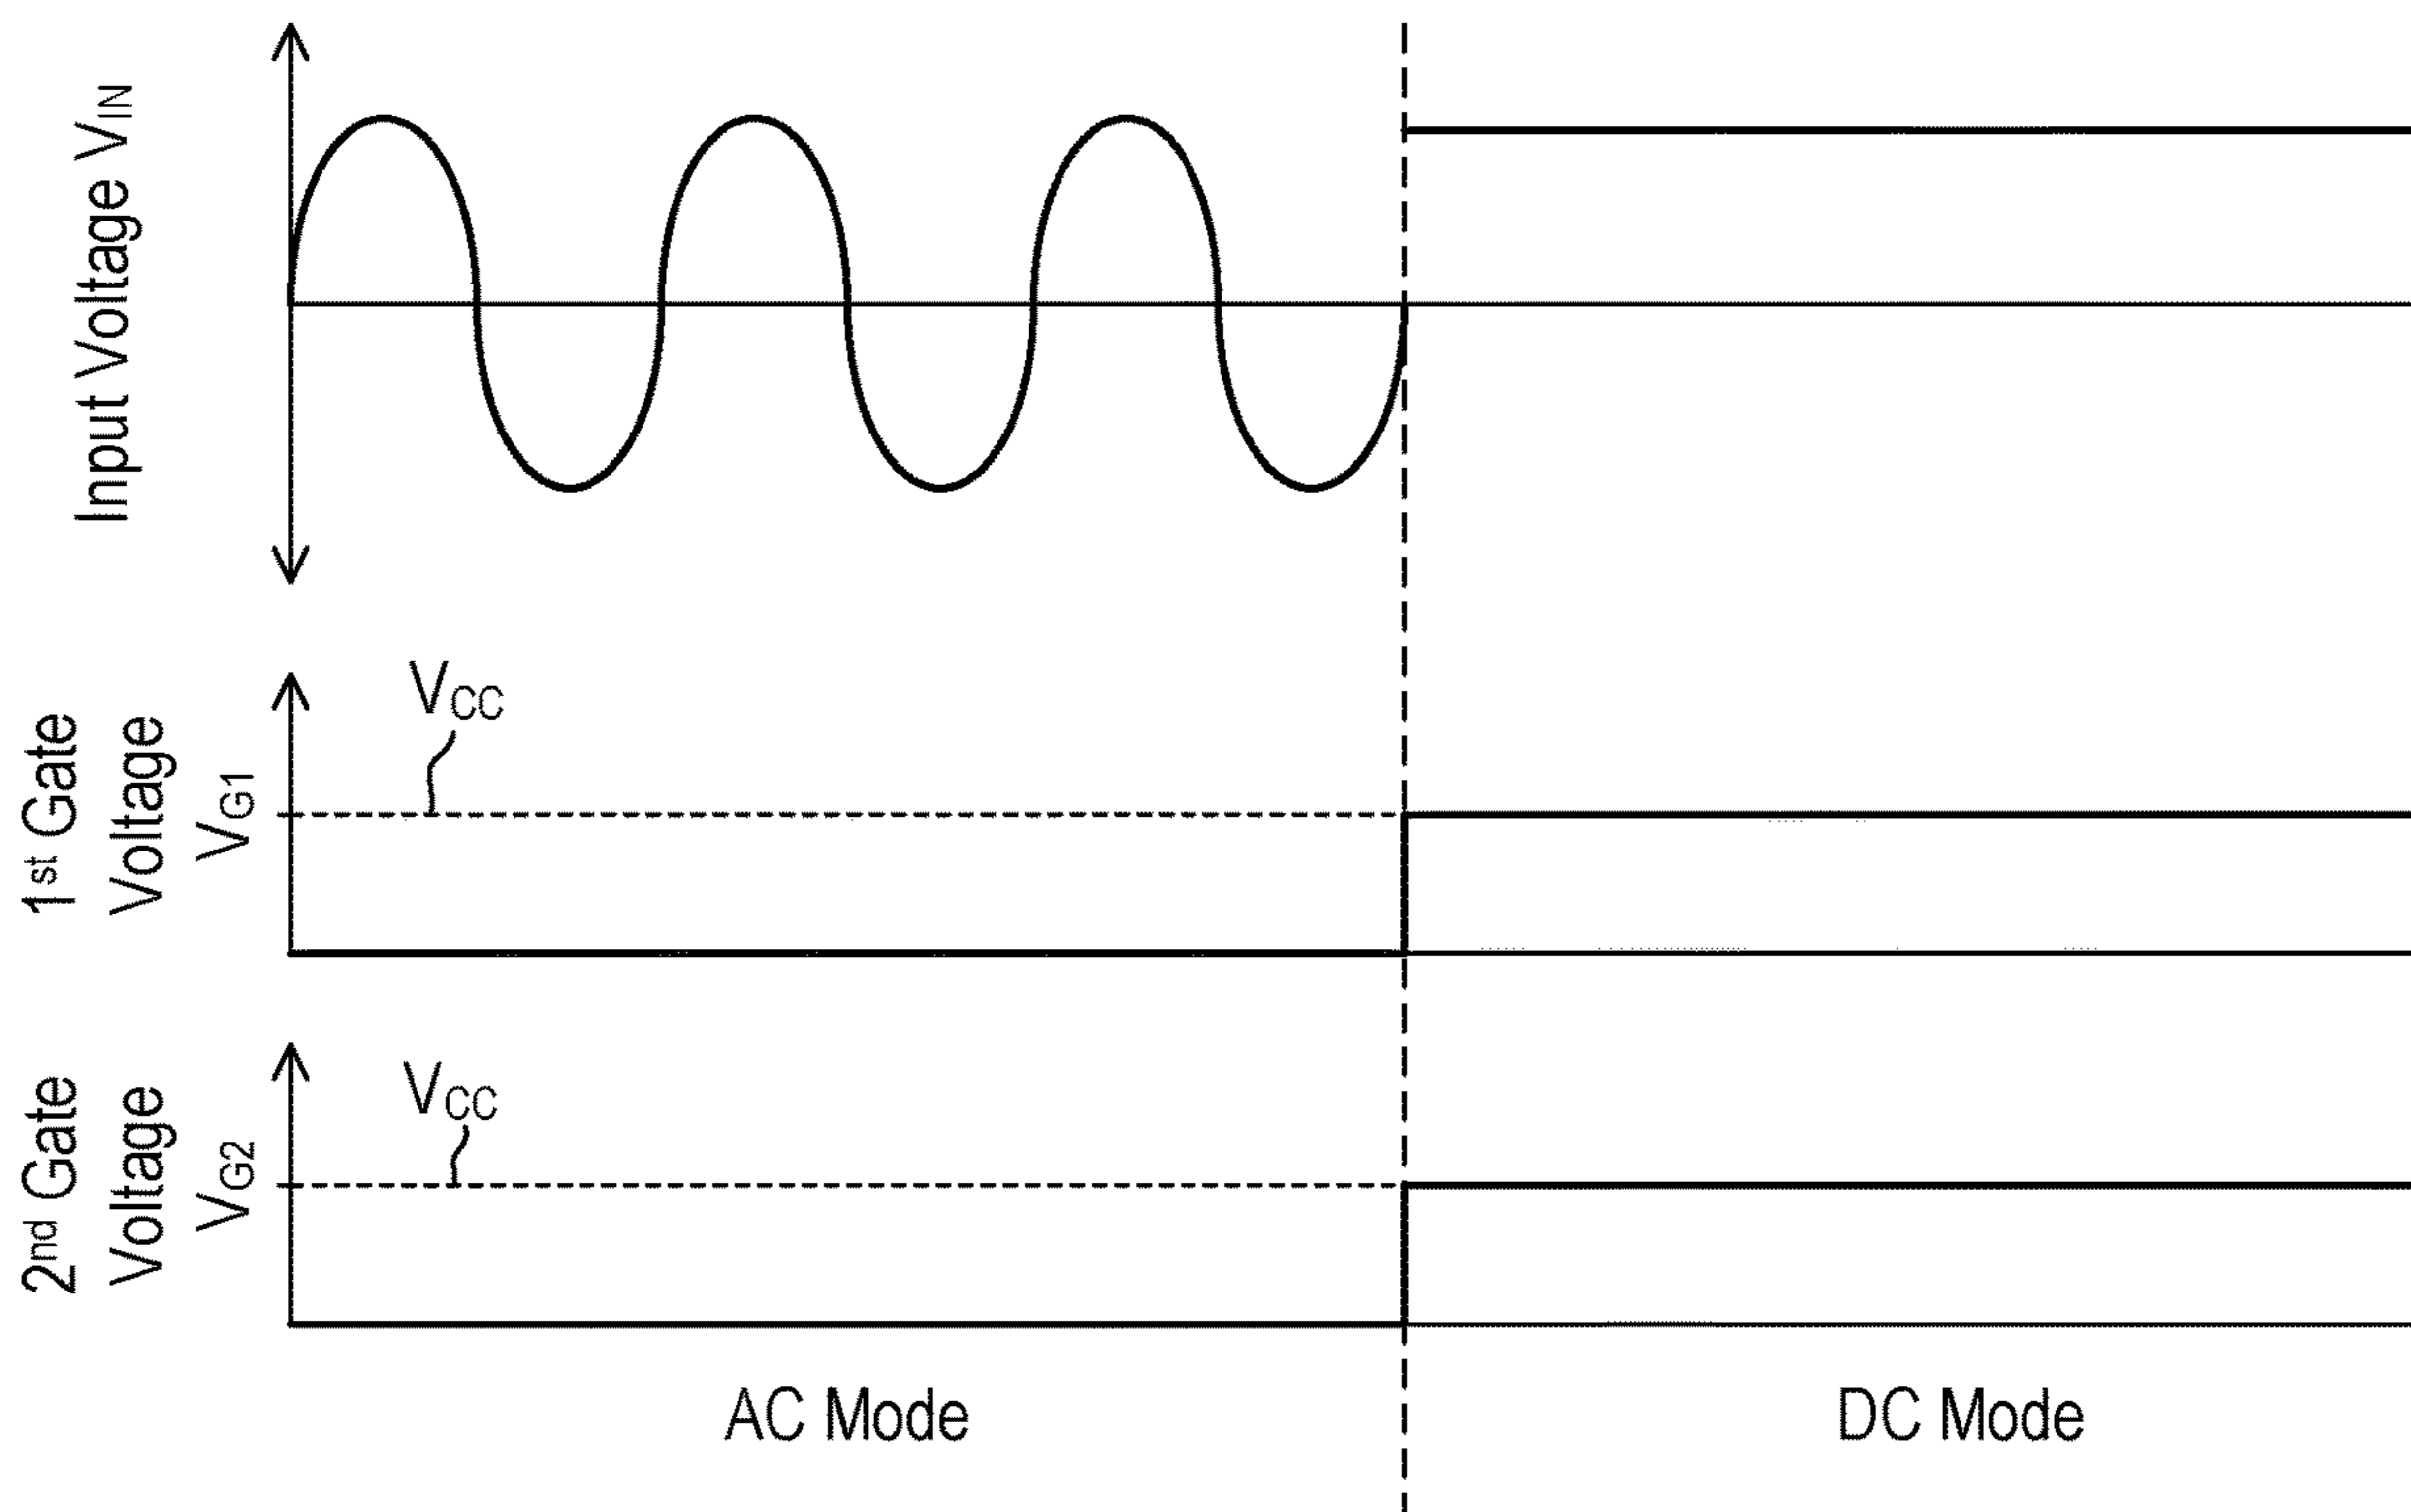 Input Voltage VIN
VCC
1st Gate
Voltage
VG1
VCC
2nd Gate
Voltage
VG2
AC Mode
DC Mode